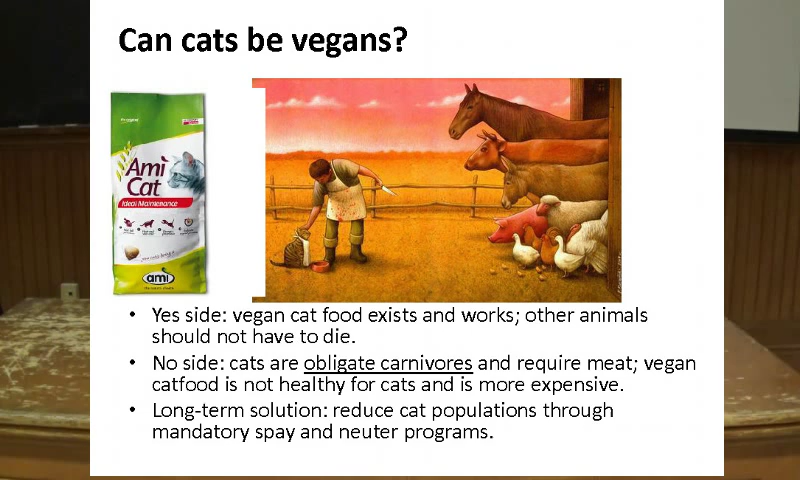 Can cats be vegans?
Ami
Cat
Ideal Maintenance
ami
• Yes side: vegan cat food exists and works; other animals
should not have to die.
• No side: cats are obligate carnivores and require meat; vegan
catfood is not healthy for cats and is more expensive.
• Long-term solution: reduce cat populations through
mandatory spay and neuter programs.